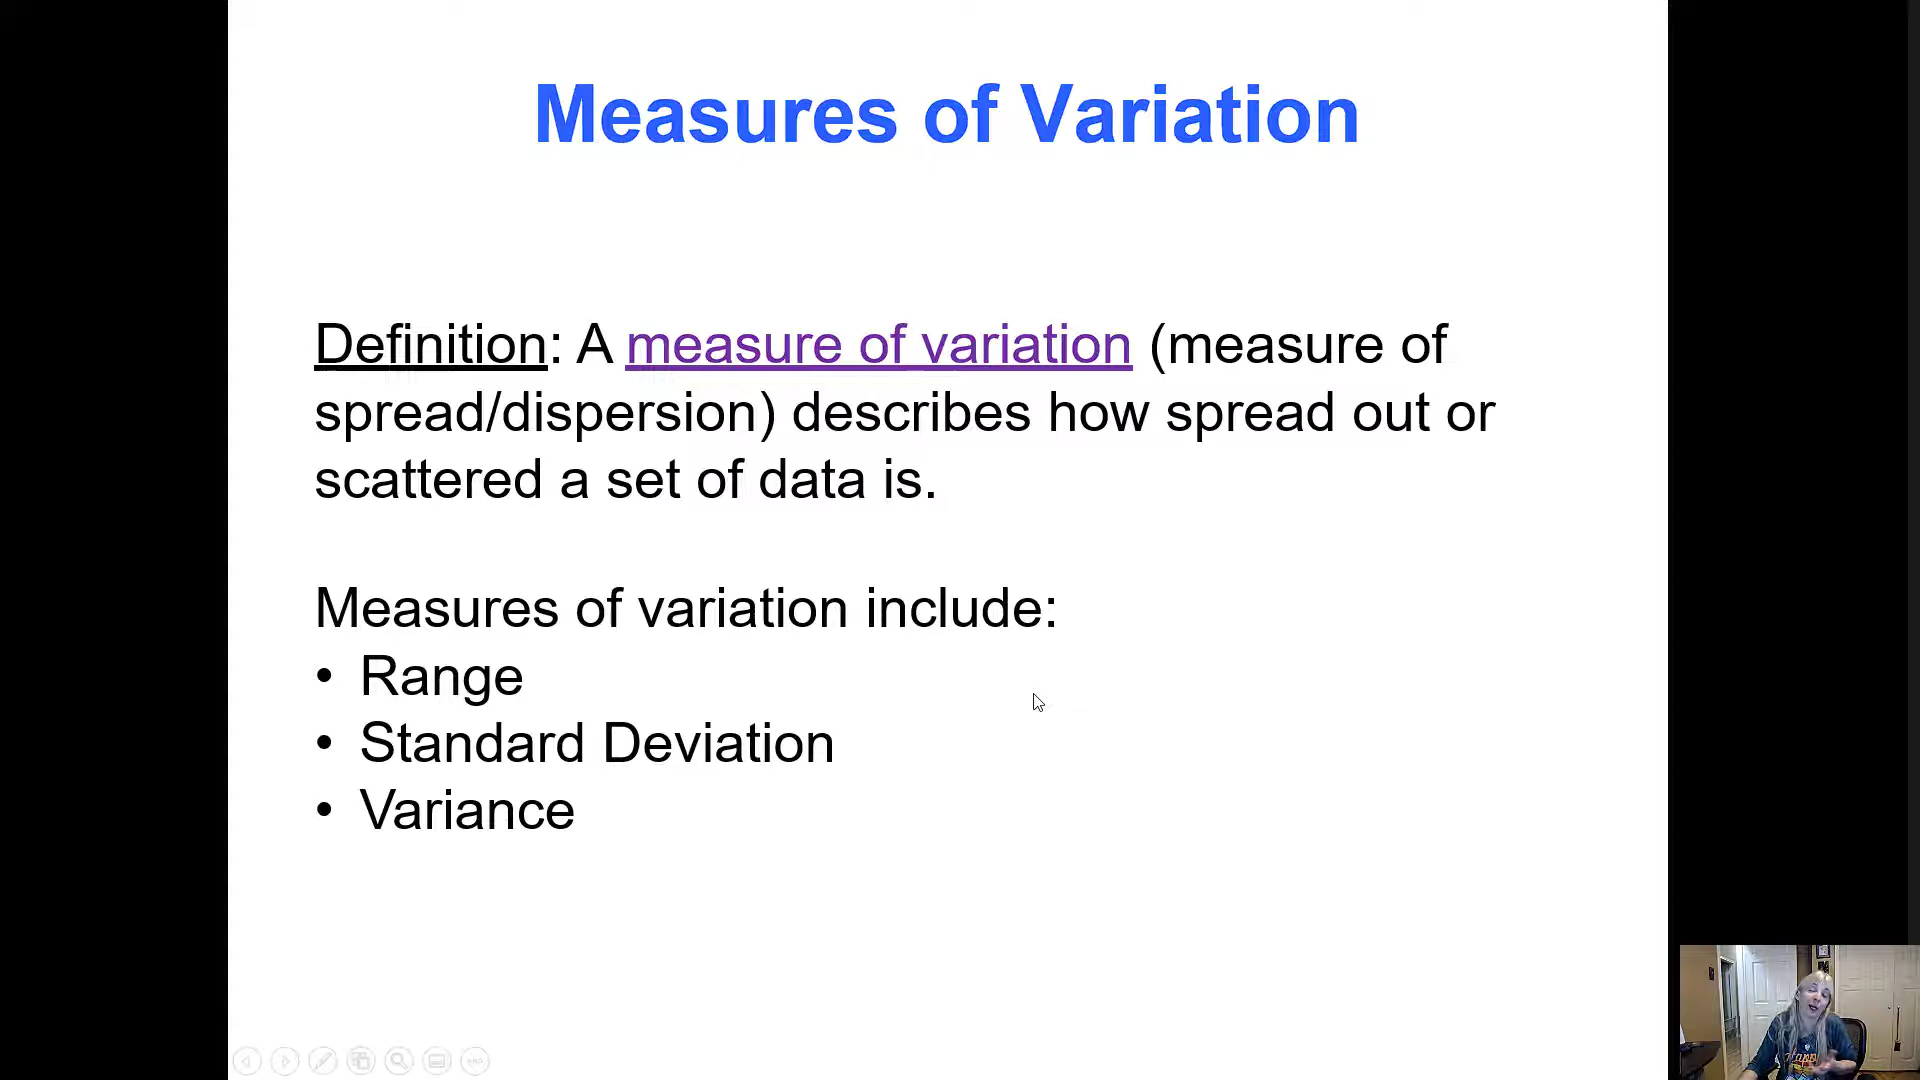 Measures of Variation
Definition: A measure of variation (measure of
spread/dispersion) describes how spread out or
scattered a set of data is.
Measures of variation include:
• Range
• Standard Deviation
• Variance